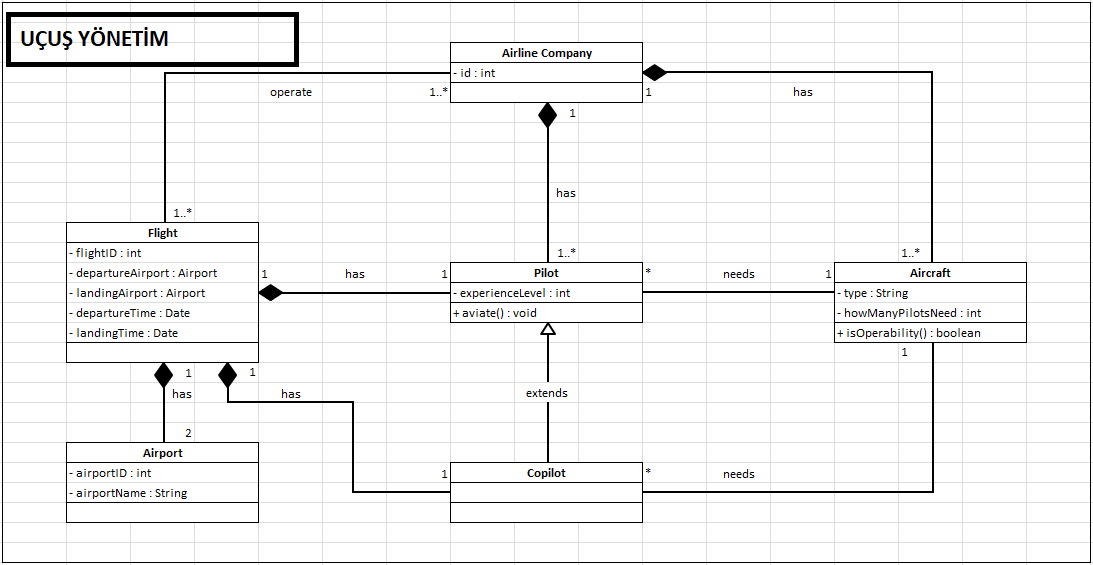 UÇUŞ YÖNETİM
Airline Company
- id : int
operate
1..*
1
has
1
has
1..*
1..*
1..*
Flight
- flightID : int
- departureAirport : Airport
- landingAirport : Airport
- departureTime : Date
- landingTime : Date
1
has
1
Pilot
- experienceLevel : int
+ aviate() : void
*
needs
1
Aircraft
- type : String
- howManyPilotsNeed : int
+ isOperability() : boolean
1
1
1
has
has
extends
2
Airport
- airportID : int
- airportName : String
1
Copilot
*
needs